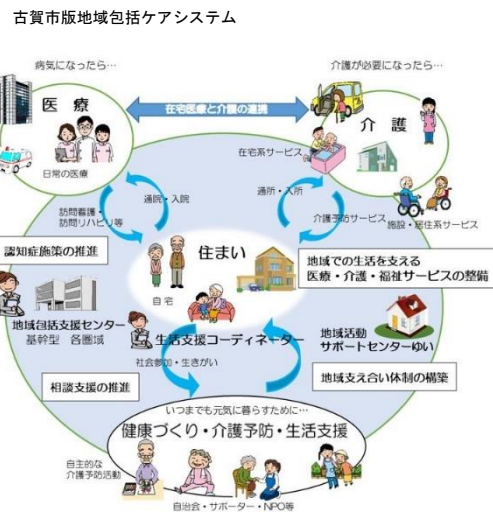 古賀市版地域包括ケアシステム
病気になったら…
介護が必要になったら…
医療
在宅医療と介護の連携
介護
日常の医療
在宅系サービス
訪問看護・
訪問リハビリ等
通院・入院
通所・入所
介護予防サービス
施設・居住系サービス
認知症施策の推進
住まい
地域での生活を支える
医療・介護・福祉サービスの整備
自宅
地域包括支援センター
基幹型 各圏域
生活支援コーディネーター
地域活動
サポートセンターゆい
社会参加・生きがい
相談支援の推進
地域支え合い体制の構築
いつまでも元気に暮らすために…
健康づくり・介護予防・生活支援
自主的な
介護予防活動
自治会・サポーター・NPO等